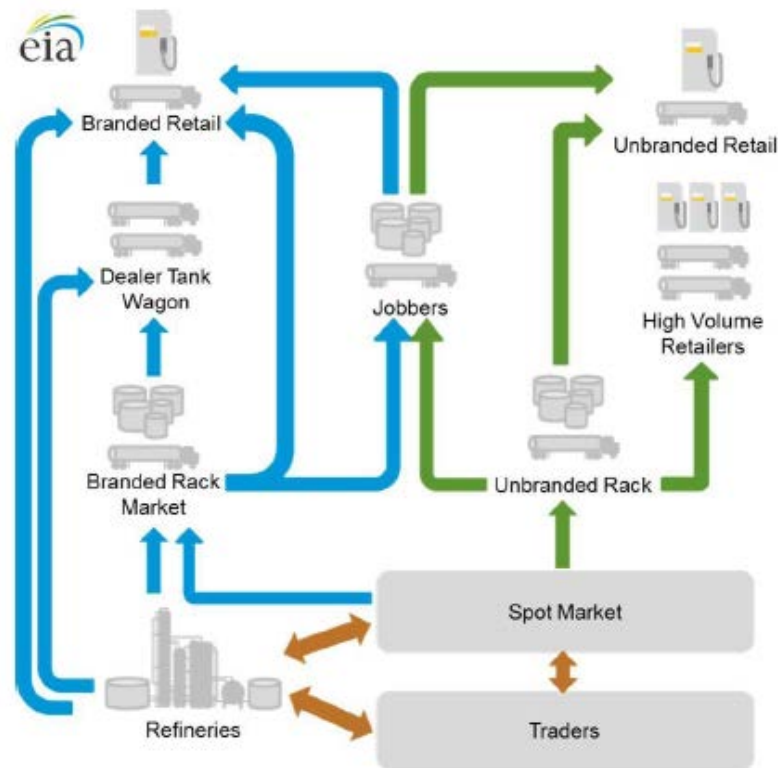 eia
Branded Retail
Unbranded Retail
Dealer Tank
Wagon
Jobbers
High Volume
Retailers
Branded Rack
Market
Unbranded Rack
Spot Market
Refineries
Traders